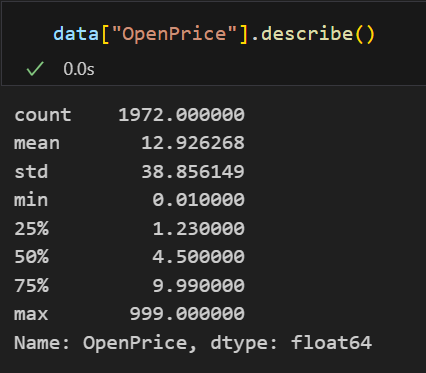 data["OpenPrice"].describe()
✓ 0.0s
count 1972.000000
mean 12.926268
std 38.856149
min 0.010000
25% 1.230000
50% 4.500000
75% 9.990000
max 999.000000
Name: OpenPrice, dtype: float64